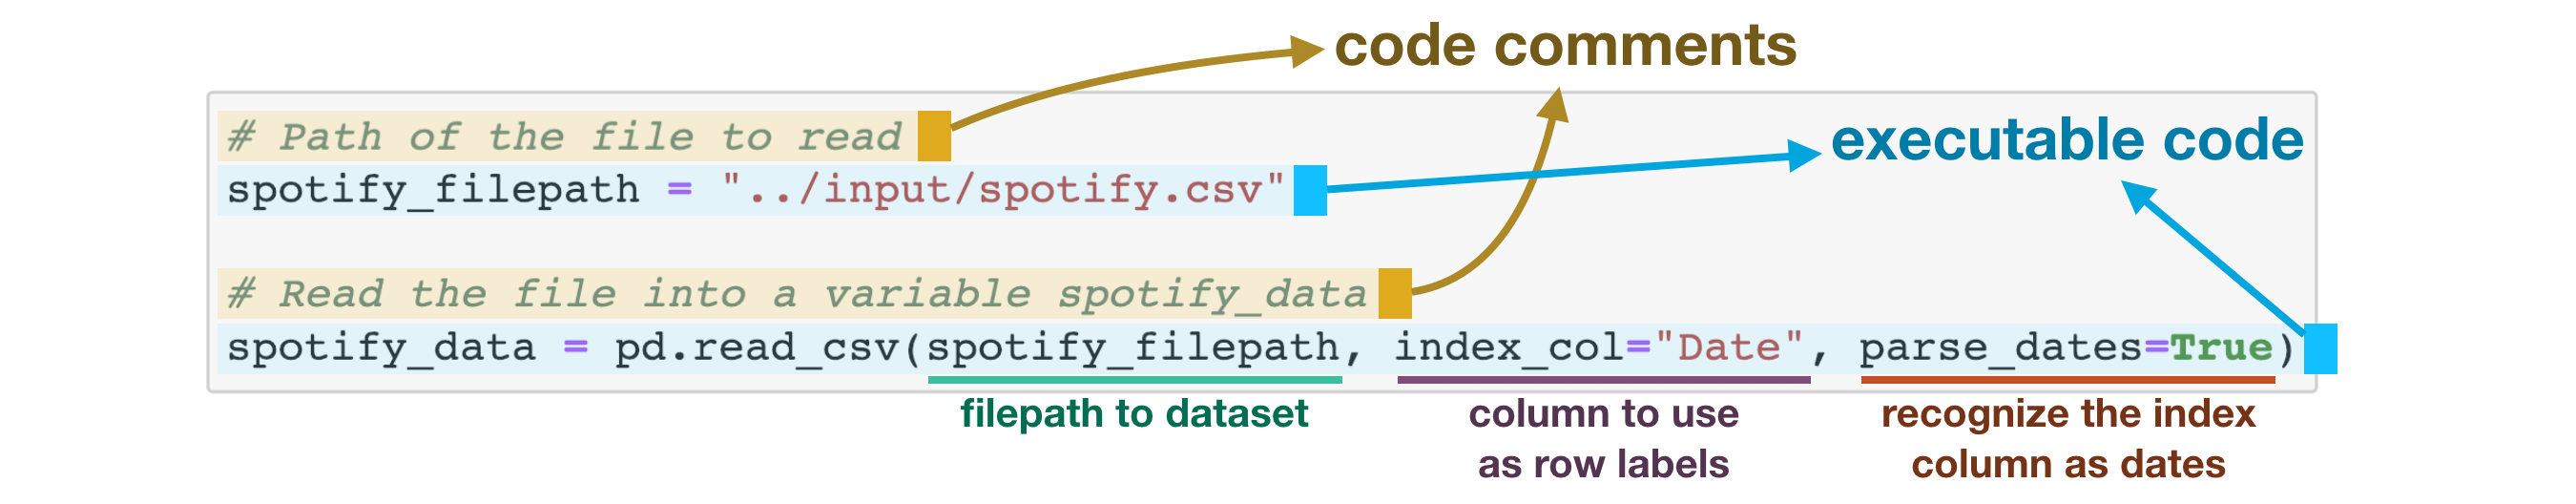 code comments
# Path of the file to read
executable code
spotify_filepath = "../input/spotify.csv"
# Read the file into a variable spotify_data
spotify_data = pd.read_csv(spotify_filepath, index_col="Date", parse_dates=True)
filepath to dataset
column to use
as row labels
recognize the index
column as dates